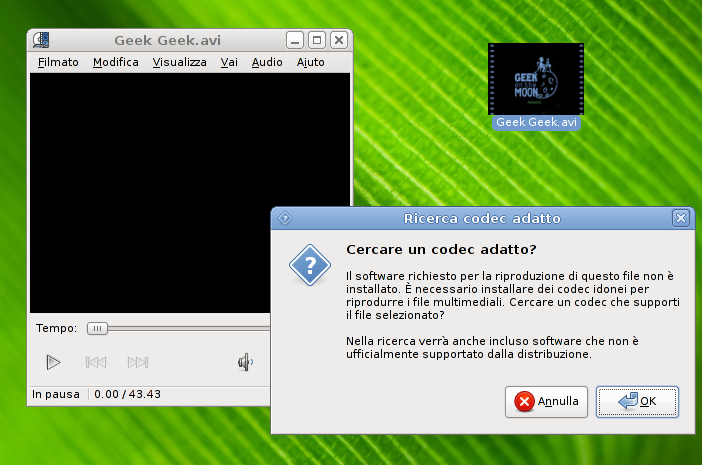 Geek Geek.avi
Filmato Modifica Visualizza Vai Audio Aiuto
GEEK
on the
MOON
Geek Geek.avi
Ricerca codec adatto
Cercare un codec adatto?
Il software richiesto per la riproduzione di questo file non è
installato. È necessario installare dei codec idonei per
riprodurre i file multimediali. Cercare un codec che supporti
il file selezionato?
Nella ricerca verrà anche incluso software che non è
ufficialmente supportato dalla distribuzione.
Annulla OK
Tempo:
In pausa 0.00 / 43.43